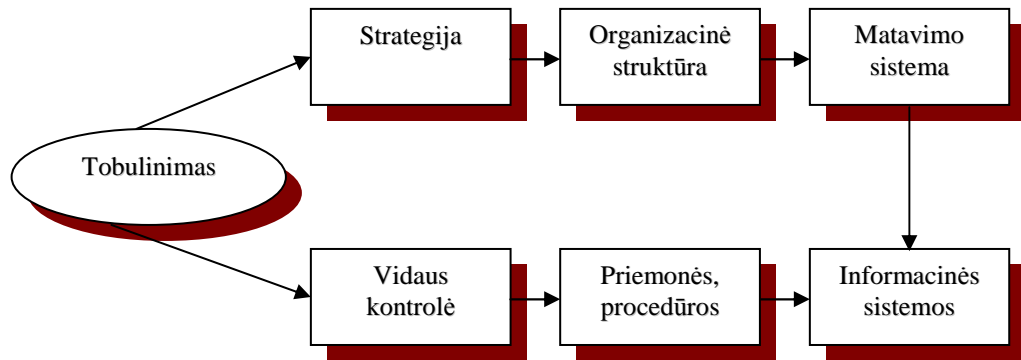 Strategija
Organizacinė
struktūra
Matavimo
sistema
Tobulinimas
Vidaus
kontrolė
Priemonės,
procedūros
Informacinės
sistemos